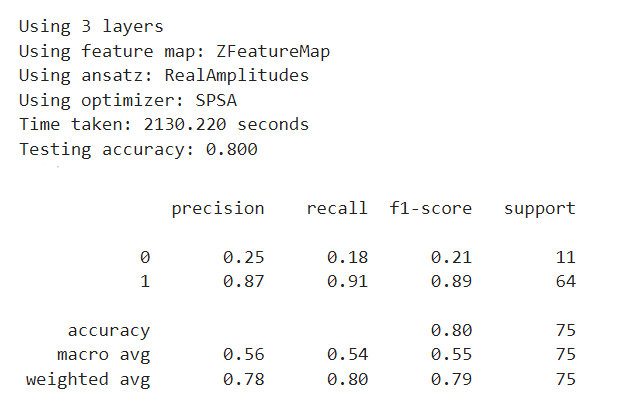 Using 3 layers
Using feature map: ZFeatureMap
Using ansatz: RealAmplitudes
Using optimizer: SPSA
Time taken: 2130.220 seconds
Testing accuracy: 0.800
precision recall f1-score support
0 0.25 0.18 0.21 11
1 0.87 0.91 0.89 64
accuracy 0.80 75
macro avg 0.56 0.54 0.55 75
weighted avg 0.78 0.80 0.79 75